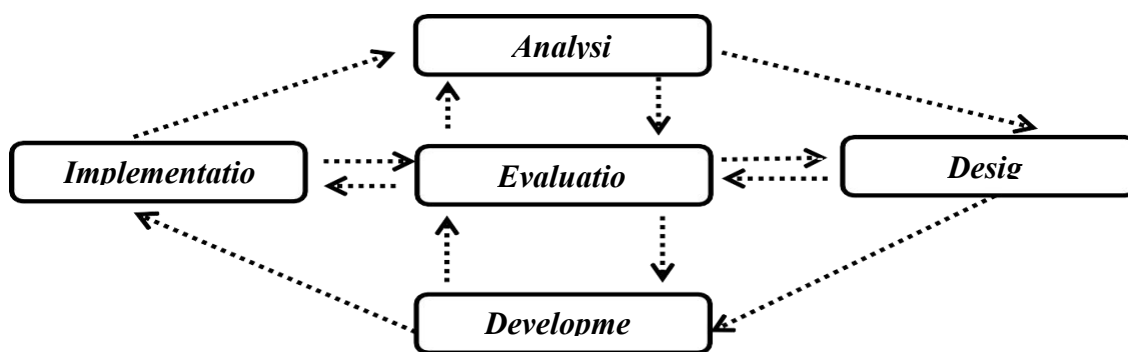 Analysi
Implementatio
Evaluatio
Desig
Developme